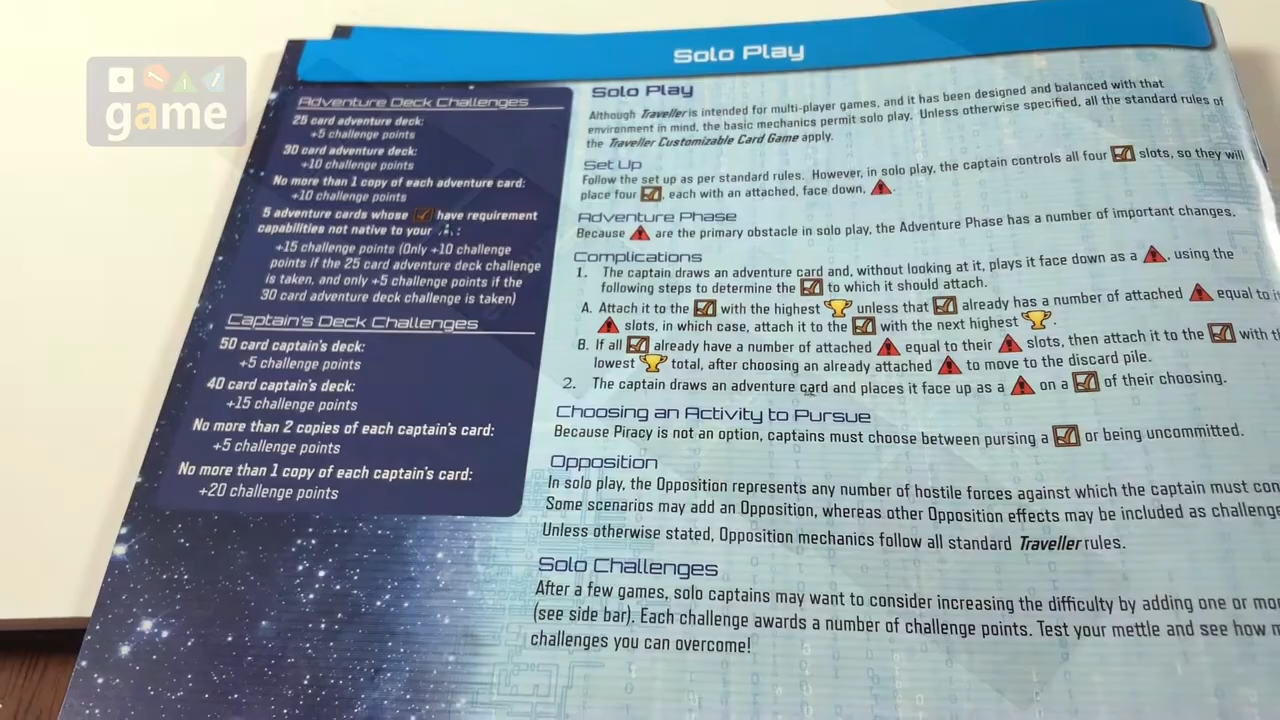 game
Solo Play
Adventure Deck Challenges
25 card adventure deck:
+5 challenge points
30 card adventure deck:
+10 challenge points
No more than 1 copy of each adventure card:
+10 challenge points
5 adventure cards whose have requirement
capabilities not native to your :
+15 challenge points (Only +10 challenge
points if the 25 card adventure deck challenge
is taken, and only +5 challenge points if the
30 card adventure deck challenge is taken)
Captain's Deck Challenges
50 card captain's deck:
+5 challenge points
40 card captain's deck:
+15 challenge points
No more than 2 copies of each captain's card:
+5 challenge points
No more than 1 copy of each captain's card:
+20 challenge points
Solo Play
Although Traveller is intended for multi-player games, and it has been designed and balanced with that
environment in mind, the basic mechanics permit solo play. Unless otherwise specified, all the standard rules of
the Traveller Customizable Card Game apply.
Set Up
Follow the set up as per standard rules. However, in solo play, the captain controls all four slots, so they will
place four , each with an attached, face down, .
Adventure Phase
Because are the primary obstacle in solo play, the Adventure Phase has a number of important changes.
Complications
1. The captain draws an adventure card and, without looking at it, plays it face down as a , using the
following steps to determine the to which it should attach.
A. Attach it to the with the highest unless that already has a number of attached equal to
slots, in which case, attach it to the with the next highest .
B. If all already have a number of attached equal to their slots, then attach it to the with
lowest total, after choosing an already attached to move to the discard pile.
2. The captain draws an adventure card and places it face up as a on a of their choosing.
Choosing an Activity to Pursue
Because Piracy is not an option, captains must choose between pursing a or being uncommitted.
Opposition
In solo play, the Opposition represents any number of hostile forces against which the captain must
Some scenarios may add an Opposition, whereas other Opposition effects may be included as
Unless otherwise stated, Opposition mechanics follow all standard Traveller rules.
Solo Challenges
After a few games, solo captains may want to consider increasing the difficulty by adding one or
(see side bar). Each challenge awards a number of challenge points. Test your mettle and see how
challenges you can overcome!